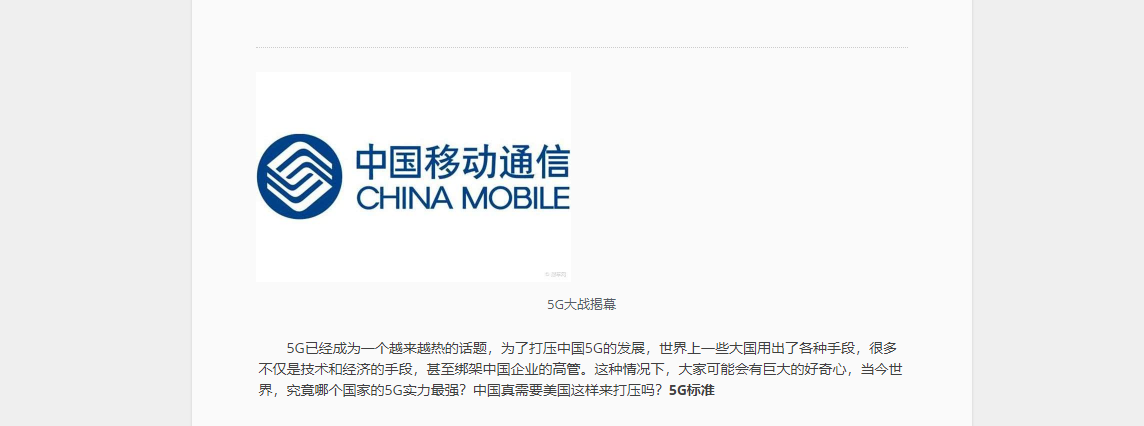 中国移动通信
CHINA MOBILE
5G大战揭幕
5G已经成为一个越来越热的话题，为了打压中国5G的发展，世界上一些大国用出了各种手段，很多
不仅是技术和经济的手段，甚至绑架中国企业的高管。这种情况下，大家可能会有巨大的好奇心，当今世
界，究竟哪个国家的5G实力最强？中国真需要美国这样来打压吗？5G标准